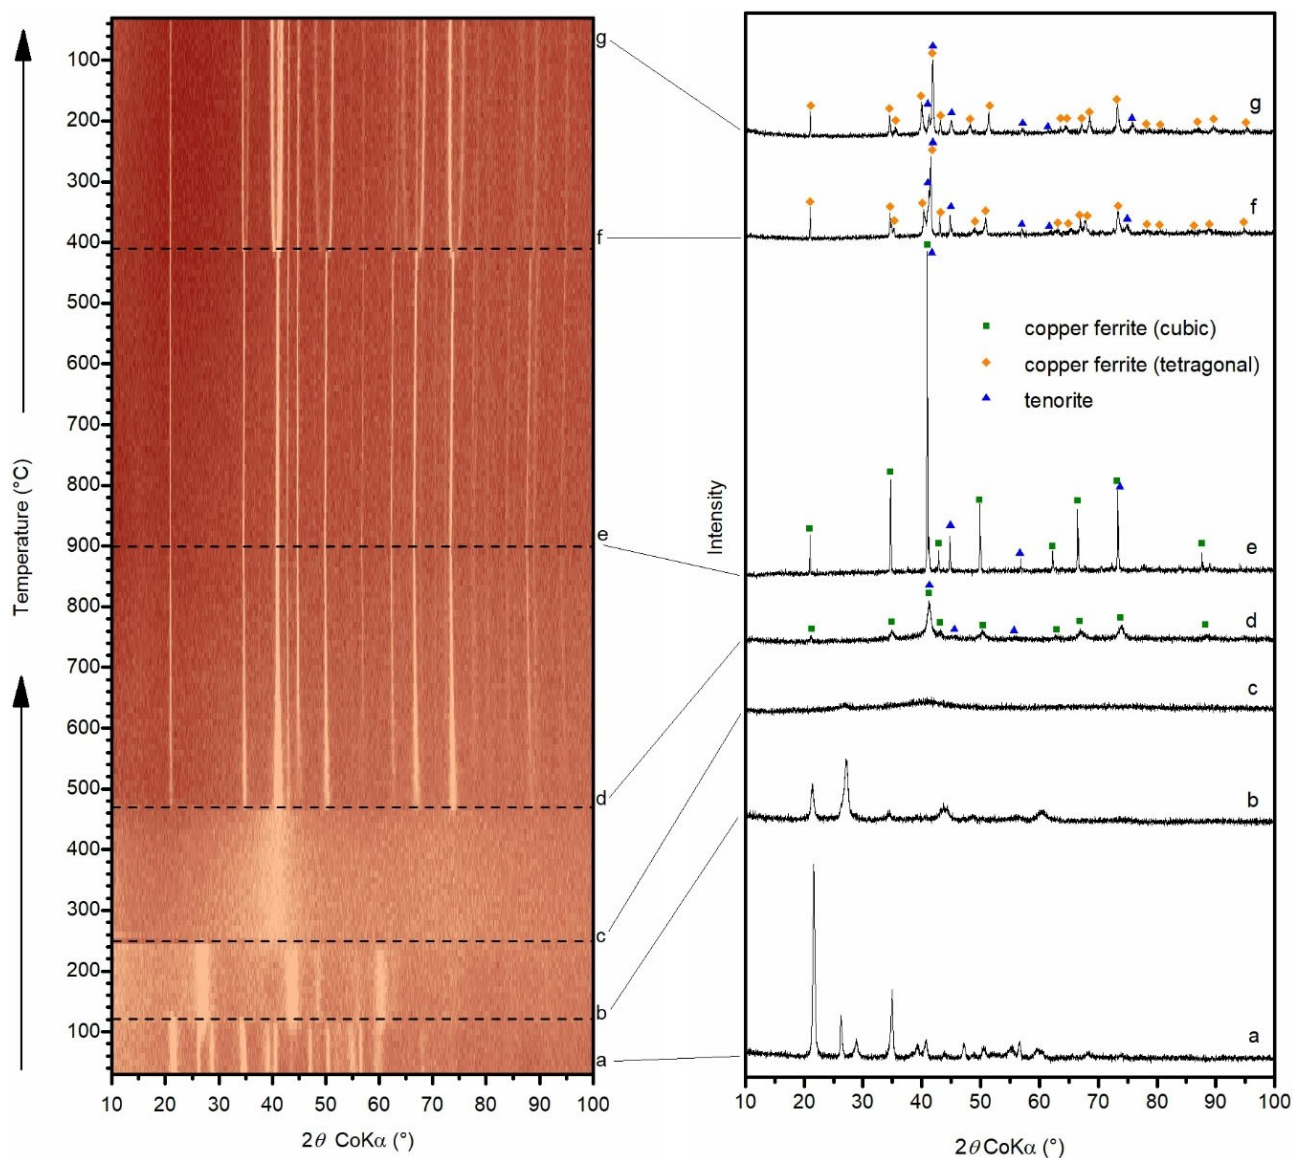 100
200
300
400
500
600
700
800
900
800
700
600
500
400
300
200
100
Temperature (°C)
10 20 30 40 50 60 70 80 90 100
2θ CoKα (°)
g
f
e
d
c
b
a
Intensity
g
f
copper ferrite (cubic)
copper ferrite (tetragonal)
tenorite
e
d
c
b
a
10 20 30 40 50 60 70 80 90 100
2θ CoKα (°)